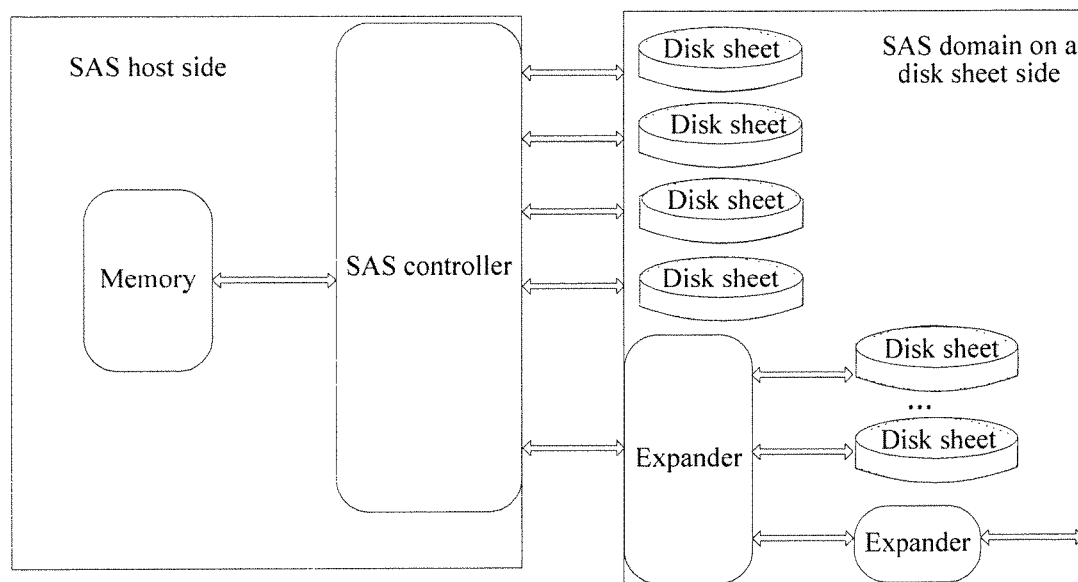 SAS host side
Memory
SAS controller
Disk sheet
Disk sheet
Disk sheet
Disk sheet
SAS domain on a
disk sheet side
Expander
Disk sheet
...
Disk sheet
Expander